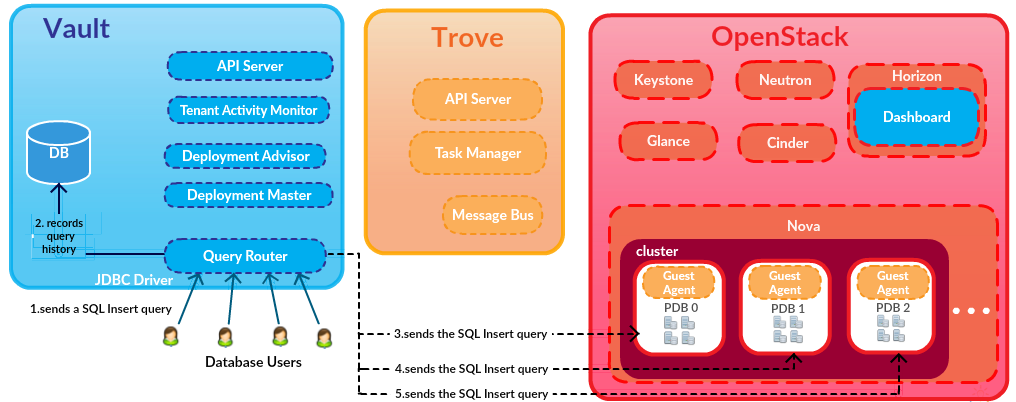 Vault
API Server
Tenant Activity Monitor
DB
Deployment Advisor
Deployment Master
2. records
query
history
Query Router
JDBC Driver
1.sends a SQL Insert query
Database Users
Trove
API Server
Task Manager
Message Bus
OpenStack
Keystone
Neutron
Horizon
Dashboard
Glance
Cinder
Nova
cluster
Guest
Agent
PDB 0
Guest
Agent
PDB 1
Guest
Agent
PDB 2
3.sends the SQL Insert query
4.sends the SQL Insert query
5.sends the SQL Insert query